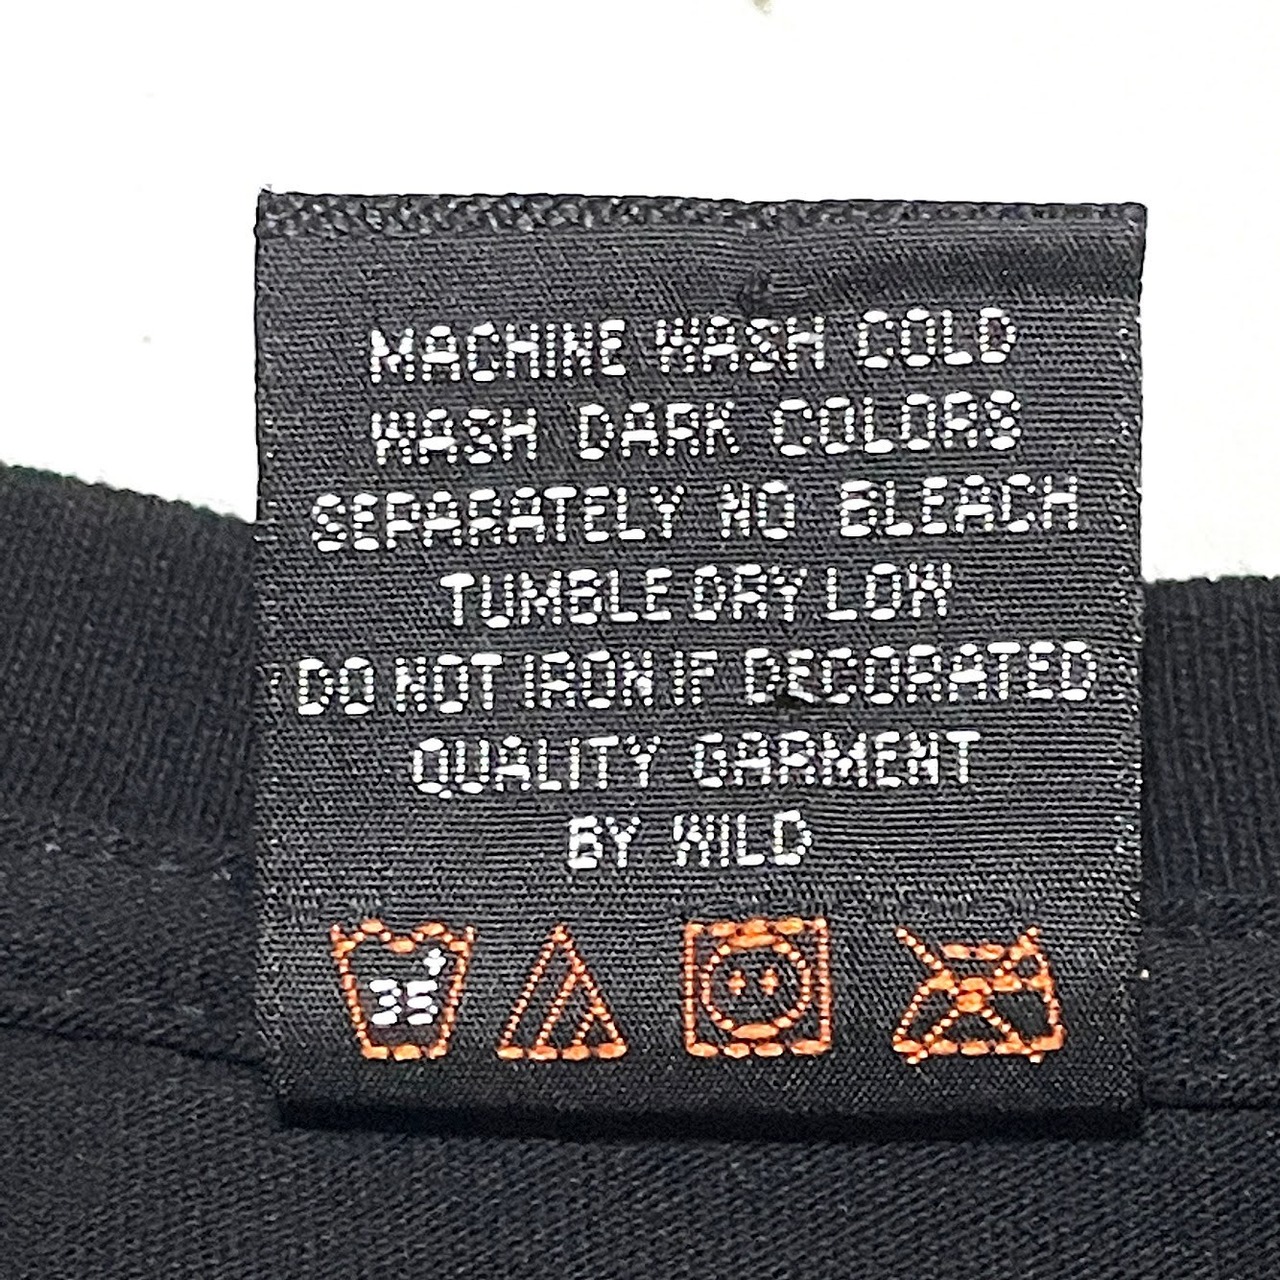 MACHINE WASH COLD
WASH DARK COLORS
SEPARATELY NO BLEACH
TUMBLE DRY LOW
DO NOT IRON IF DECORATED
QUALITY GARMENT
BY WILD
35°